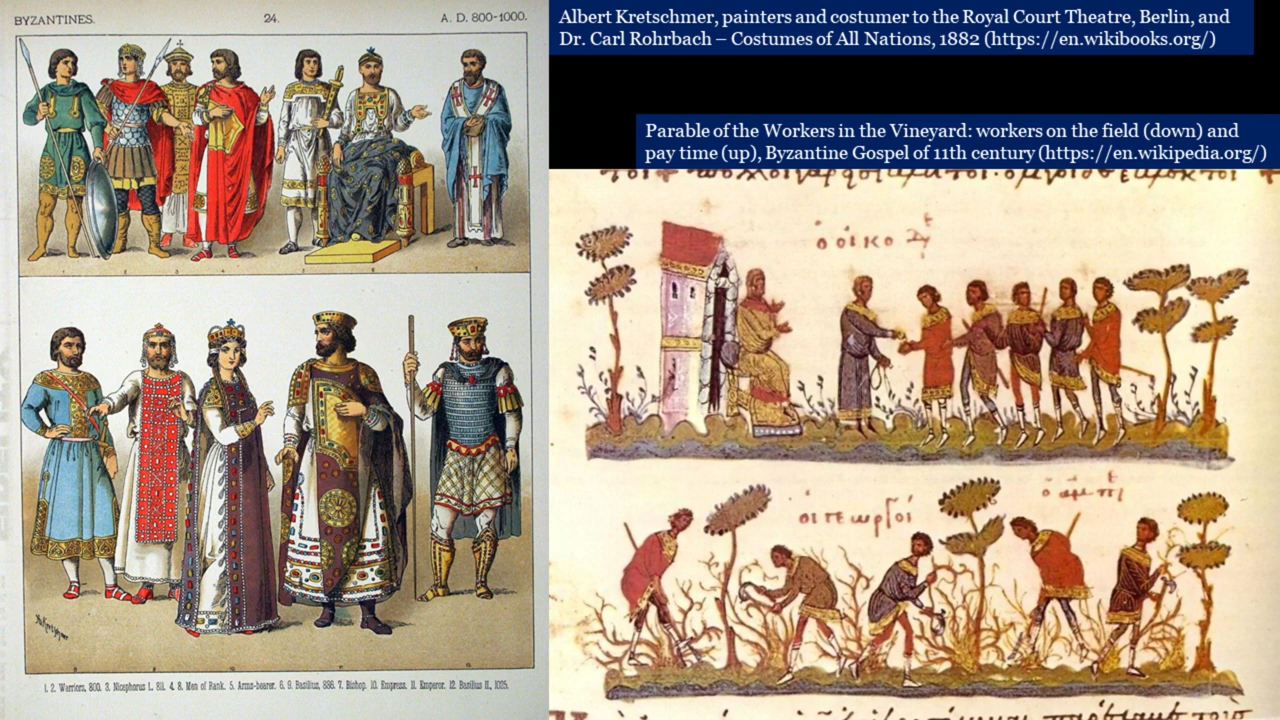 BYZANTINES. 24. A. D. 800-1000.
1. 2. Warriors, 800. 3. Nicephorus I., 811. 4. 8. Men of Rank. 5. Arms-bearer. 6. 9. Basilius, 886. 7. Bishop. 10. Empress. 11. Emperor. 12. Basilius II., 1025.
Albert Kretschmer, painters and costumer to the Royal Court Theatre, Berlin, and
Dr. Carl Rohrbach – Costumes of All Nations, 1882 (https://en.wikibooks.org/)
Parable of the Workers in the Vineyard: workers on the field (down) and
pay time (up), Byzantine Gospel of 11th century (https://en.wikipedia.org/)
ὁ οἰκο
οἱ γεωργοί